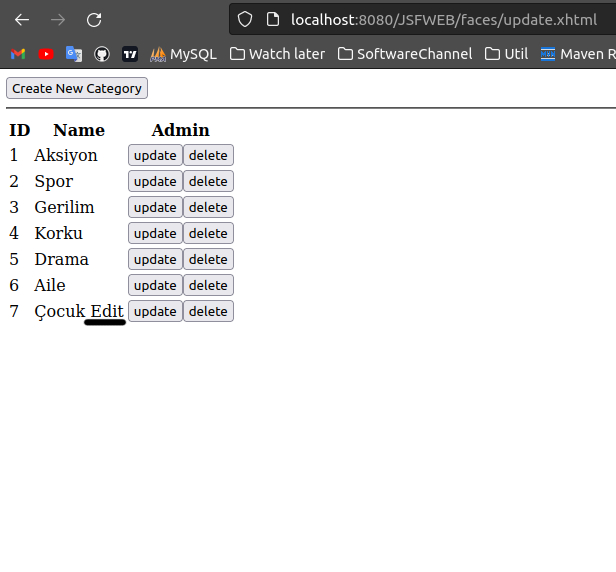 localhost:8080/JSFWEB/faces/update.xhtml
MySQL Watch later SoftwareChannel Util Maven R
Create New Category
ID Name Admin
1 Aksiyon update delete
2 Spor update delete
3 Gerilim update delete
4 Korku update delete
5 Drama update delete
6 Aile update delete
7 Çocuk Edit update delete